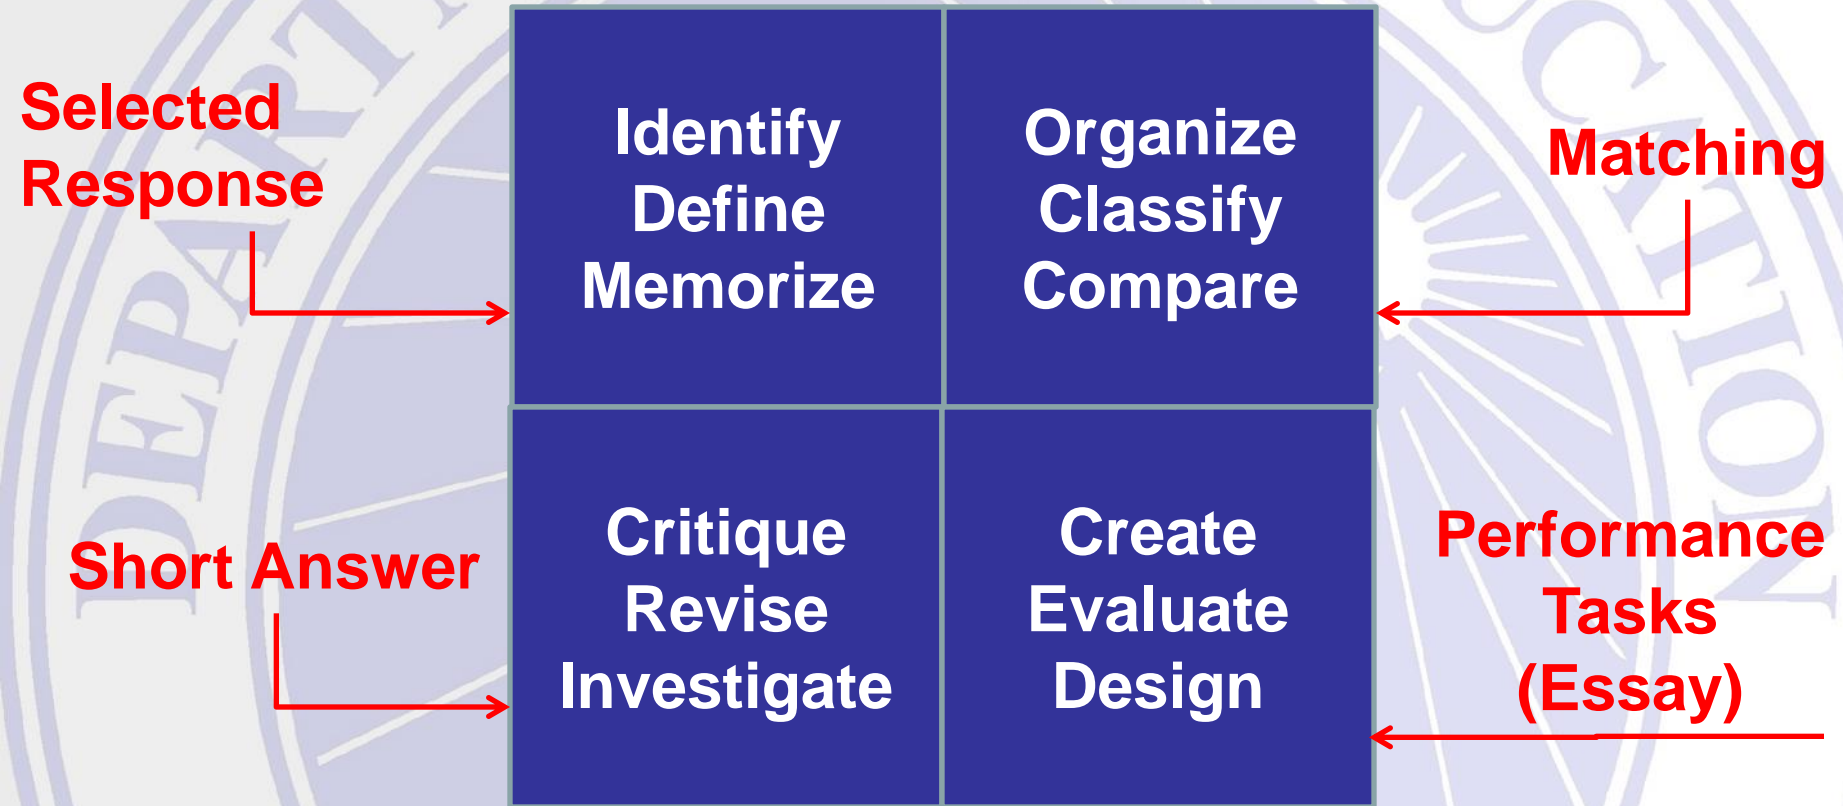 Selected
Response
Identify
Define
Memorize
Organize
Classify
Compare
Matching
Short Answer
Critique
Revise
Investigate
Create
Evaluate
Design
Performance
Tasks
(Essay)